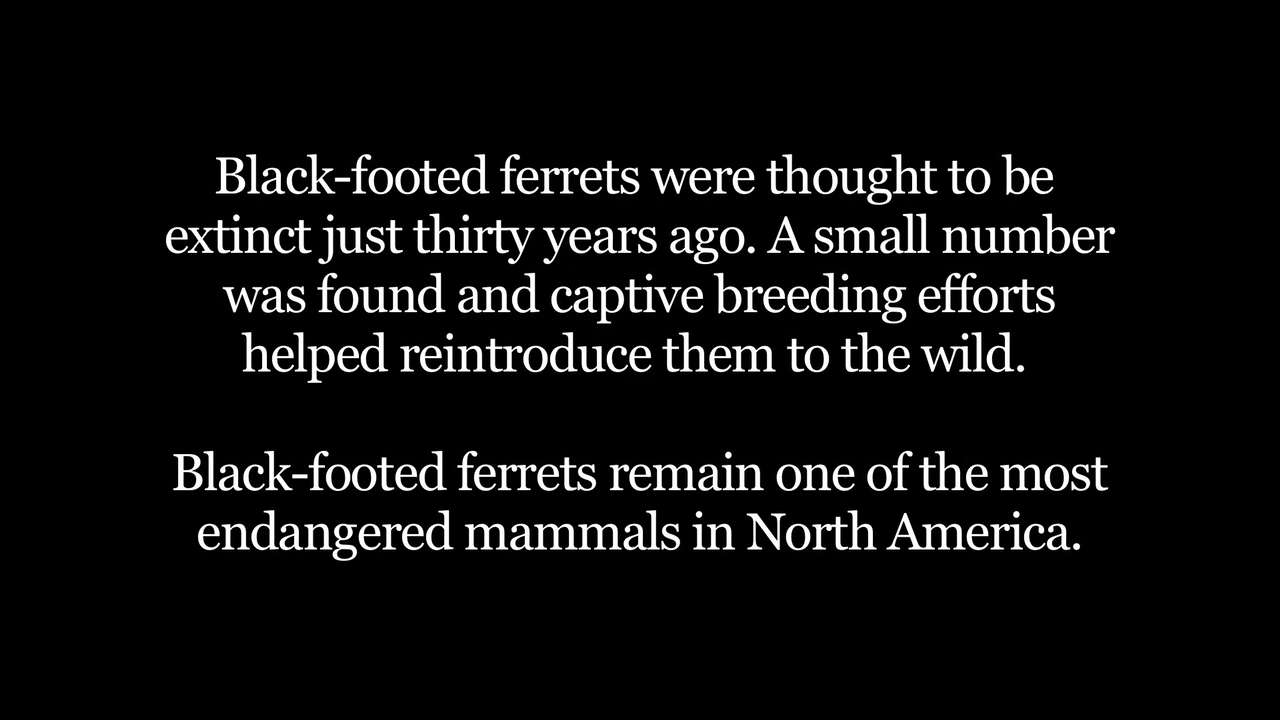 Black-footed ferrets were thought to be
extinct just thirty years ago. A small number
was found and captive breeding efforts
helped reintroduce them to the wild.
Black-footed ferrets remain one of the most
endangered mammals in North America.